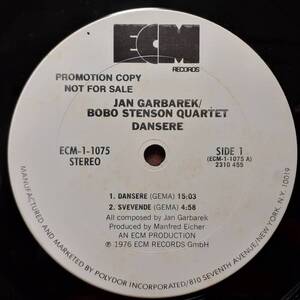 ECM
RECORDS
PROMOTION COPY
NOT FOR SALE
JAN GARBAREK/
BOBO STENSON QUARTET
DANSERE
ECM-1-1075
STEREO
SIDE 1
(ECM-1-1075 A)
2310 455
1. DANSERE (GEMA) 15:03
2. SVEVENDE (GEMA) 4:58
All composed by Jan Garbarek
Produced by Manfred Eicher
AN ECM PRODUCTION
℗ 1976 ECM RECORDS GmbH
MANUFACTURED AND MARKETED BY POLYDOR INCORPORATED/810 SEVENTH AVENUE/NEW YORK, N.Y. 10019